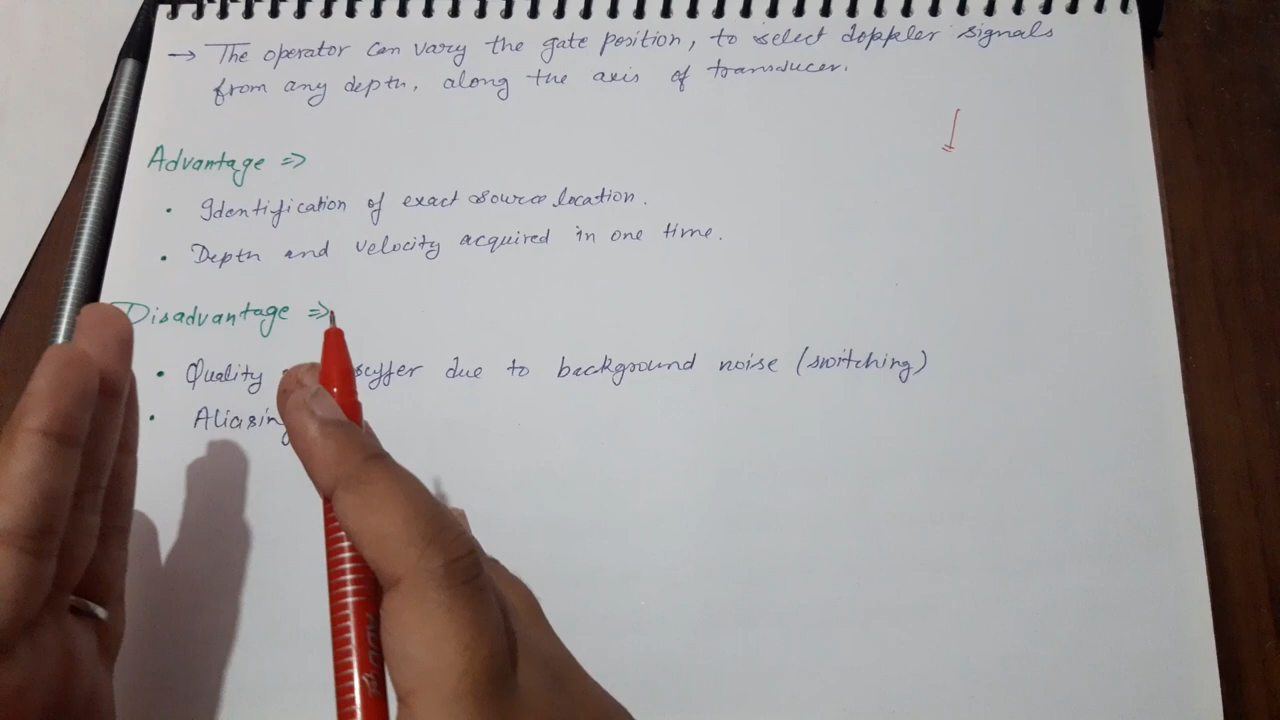 → The operator can vary the gate position, to select doppler signals
from any depth, along the axis of transducer.
Advantage ⇒
• Identification of exact source location.
• Depth and velocity acquired in one time.
Disadvantage ⇒
• Quality suffer due to background noise (switching)
• Aliasing